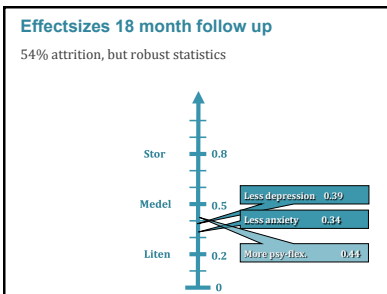 Effectsizes 18 month follow up
54% attrition, but robust statistics
Stor
0.8
Less depression 0.39
Medel
0.5
Less anxiety 0.34
More psy-flex. 0.44
Liten
0.2
0